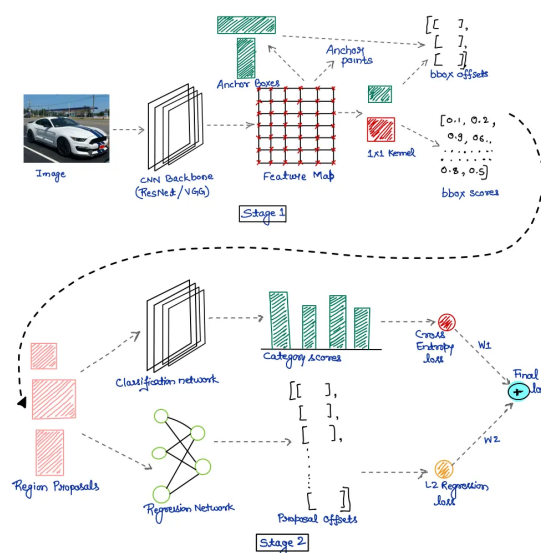 Anchor Boxes
Anchor
points
[[ ],
[ ],
[ ]]
bbox offsets
Image
CNN Backbone
(ResNet/VGG)
Feature Map
1x1 Kernel
[0.1, 0.2,
0.9, 06.,
0.8, 0.5]
bbox scores
Stage 1
Region Proposals
Classification network
Category scores
Cross
Entropy
loss
W1
Final
+
Regression Network
[[ ],
[ ],
[ ],
[ ]]
Proposal Offsets
L2 Regression
loss
W2
Stage 2